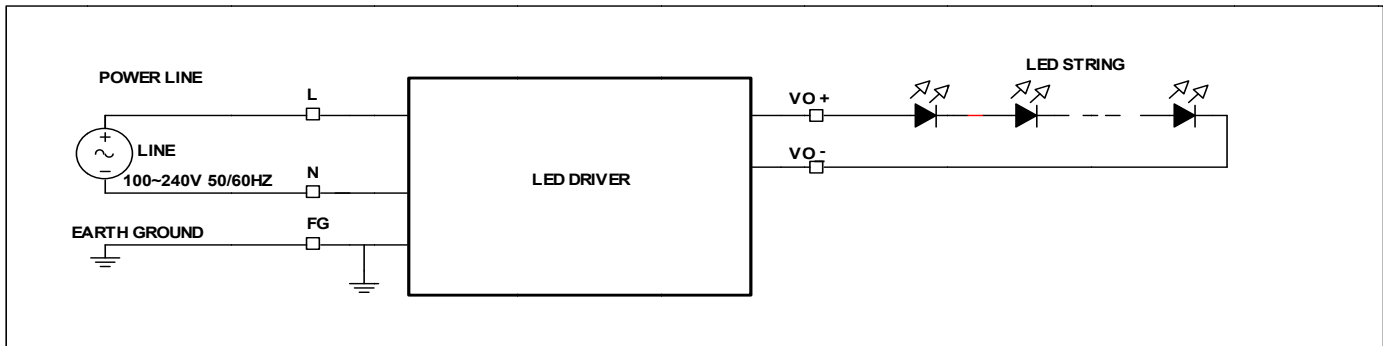 POWER LINE
L
LINE
100~240V 50/60HZ
N
EARTH GROUND
FG
LED DRIVER
VO +
VO -
LED STRING